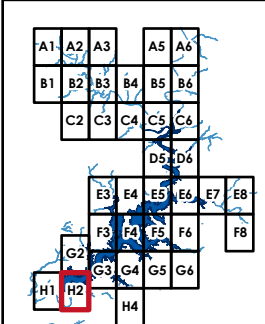 A1 A2 A3 A5 A6
B1 B2 B3 B4 B5 B6
C2 C3 C4 C5 C6
D5 D6
E3 E4 E5 E6 E7 E8
F3 F4 F5 F6 F8
G2
G3 G4 G5 G6
H1 H2
H4